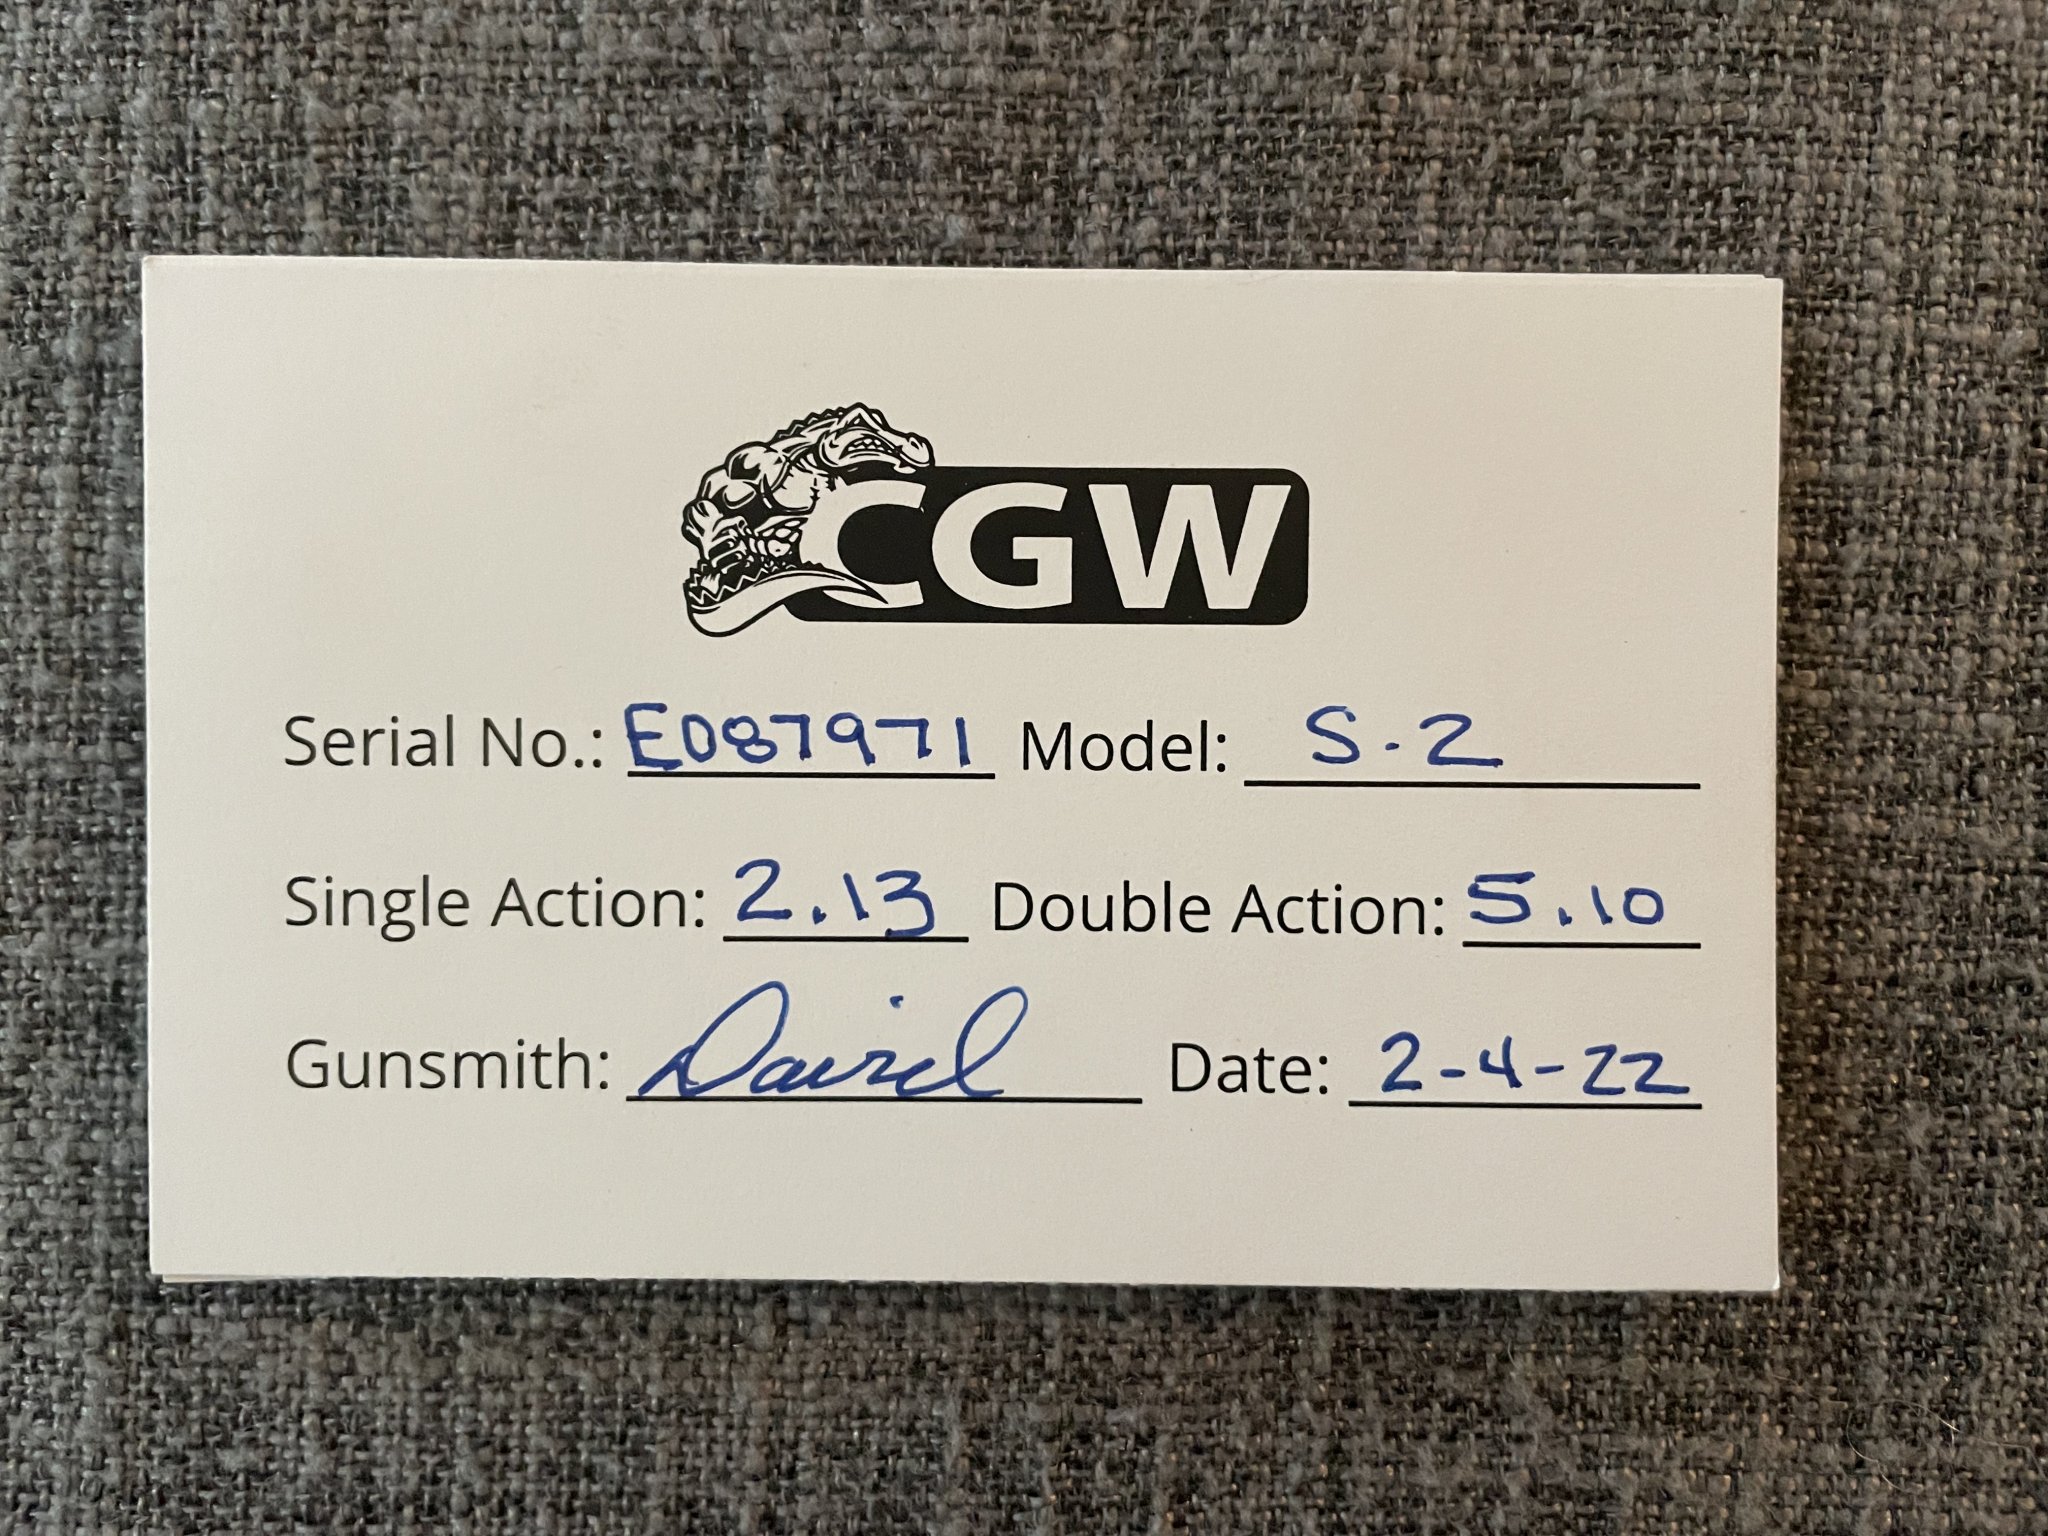 CGW
Serial No.: E087971 Model: S.2
Single Action: 2.13 Double Action: 5.10
Gunsmith: David Date: 2-4-22